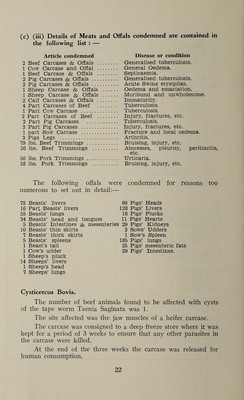 (c) (iii) Details of Meats and Offals condemned are contained in
the following list : —
Article condemned Disease or condition
2 Beef Carcases & Offals ........ Generalised tuberculosis.
1 Cow Carcase and Offal ........ General Oedema.
1 Beef Carcase & Offals ........ Septicaemia.
2 Pig Carcases & Offals ........ Generalised tuberculosis.
3 Pig Carcases & Offals ........ Acute Swine erysipelas.
1 Sheep Carcase & Offals ........ Oedema and emaciation.
1 Sheep Carcase & Offals ........ Moribund and unwholesome.
2 Calf Carcases & Offals ........ Immaturity.
4 Part Carcases of Beef ........ Tuberculosis.
1 Part Cow Carcase ........ Tuberculosis.
2 Part Carcases of Beef ........ Injury, fractures, etc.
2 Part Pig Carcases ........ Tuberculosis.
3 Part Pig Carcases ........ Injury, fractures, etc.
1 part Bow Carcase ........ Fracture and local oedema.
5 Pigs Legs ........ Arthritis.
79 lbs. Beef Trimmings ........ Bruising, injury, etc.
26 lbs. Beef Trimmings ........ Abscesses, pleurity, peritonitis,
etc.
56 lbs. Pork Trimmings ........ Urticaria.
38 lbs. Pork Trimmings ........ Bruising, injury, etc.
The following offals were condemned for reasons too
numerous to set out in detail:—
75 Beasts' livers 60 Pigs' Heads
16 Part Beasts' livers 128 Pigs' Livers
55 Beasts' lungs 18 Pigs' Plucks
34 Beasts' head and tongues 11 Pigs' Hearts
5 Beasts' Intestines & mesenteries 28 Pigs' Kidneys
10 Beasts' thin skirts 3 Bows' Udders
7 Beasts' thick skirts 1 Bow's Spleen
5 Beasts' spleens 185 Pigs' lungs
1 Beast's tail 25 Pigs' mesenteric fats
1 Cow's udder 29 Pigs' Intestines.
1 Sheep's pluck
14 Sheeps' livers
1 Sheep's head
7 Sheeps' lungs
Cysticercus Bovis.
The number of beef animals found to be affected with cysts
of the tape worm Taenia Saginata was 1.
The site affected was the jaw muscles of a heifer carcase.
The carcase was consigned to a deep freeze store where it was
kept for a period of 3 weeks to ensure that any other parasites in
the carcase were killed.
At the end of the three weeks the carcase was released for
human consumption.
22